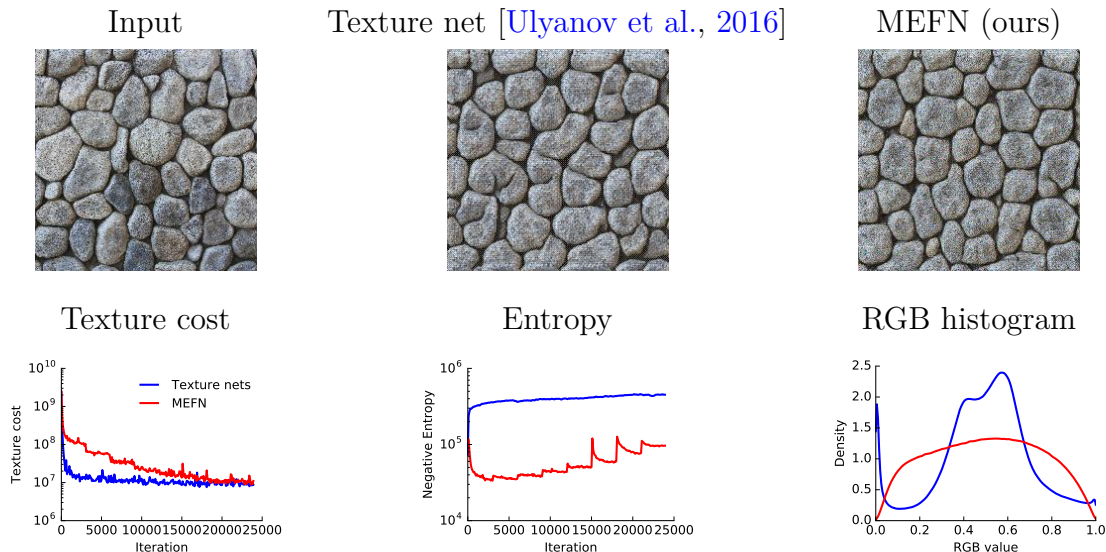 Input
Texture net [Ulyanov et al., 2016]
MEFN (ours)
Texture cost
Entropy
RGB histogram
10^10
10^9
10^8
10^7
10^6
Texture cost
Texture nets
MEFN
0 5000 10000 15000 20000 25000
Iteration
10^6
10^5
10^4
Negative Entropy
0 5000 10000 15000 20000 25000
Iteration
2.5
2.0
1.5
1.0
0.5
0.0
Density
0.0 0.2 0.4 0.6 0.8 1.0
RGB value